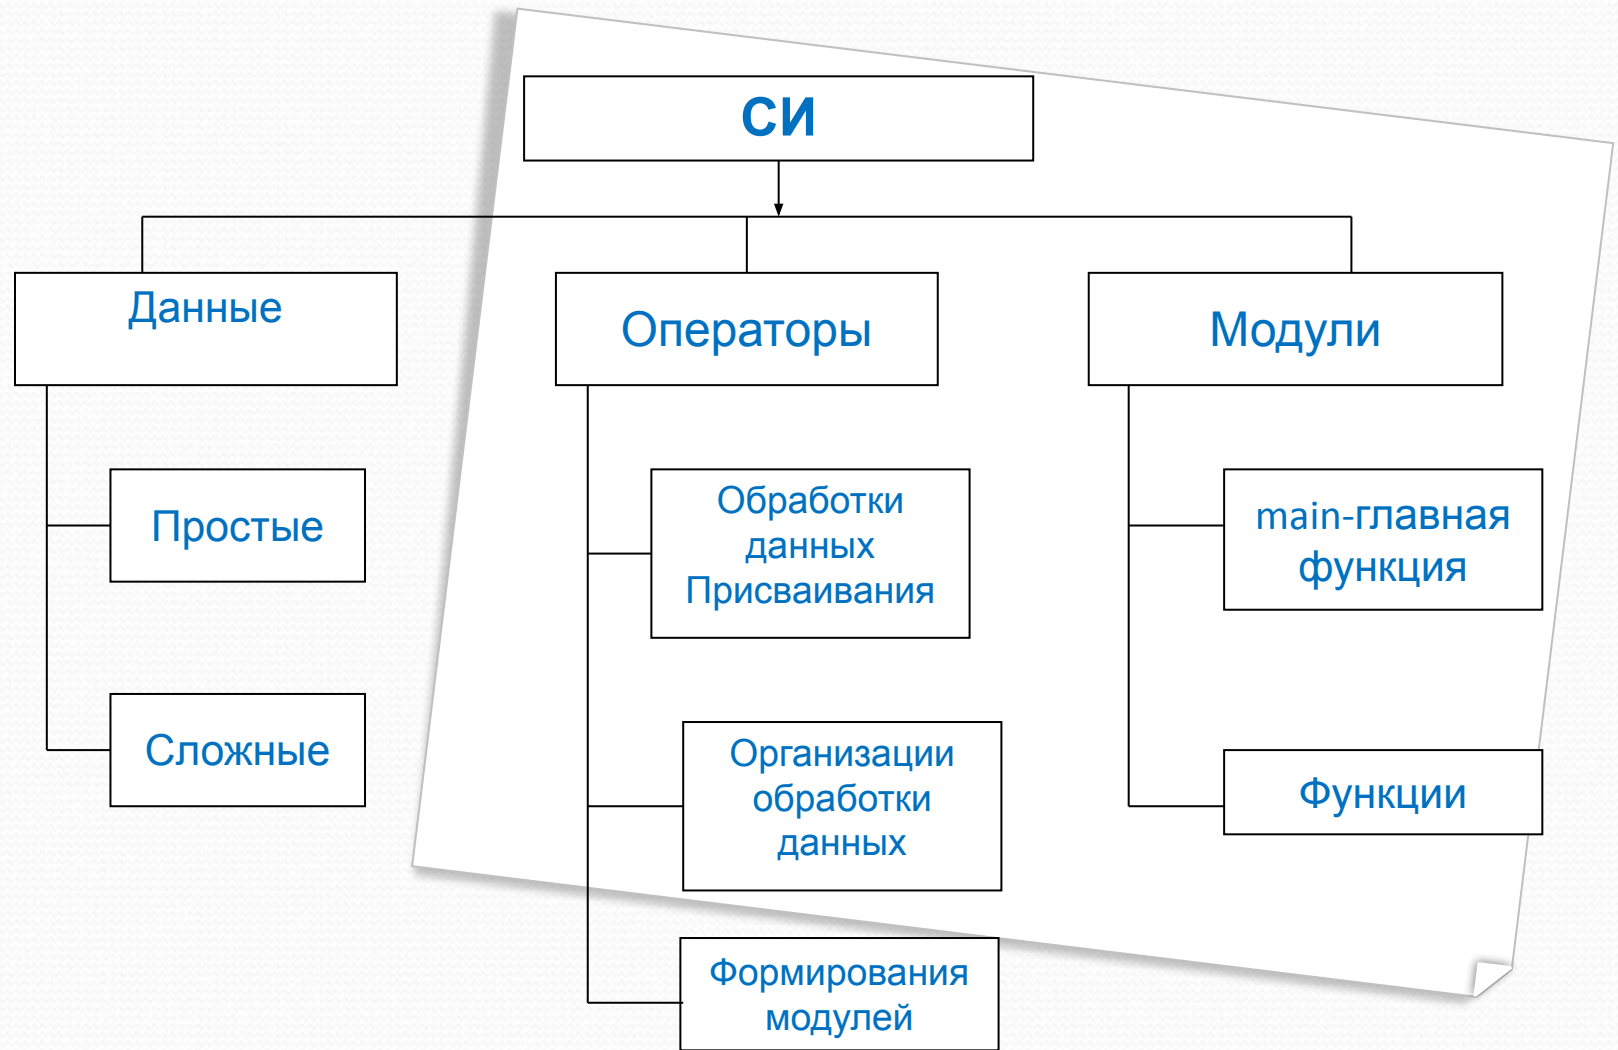 СИ
Данные
Операторы
Модули
Простые
Сложные
Обработки
данных
Присваивания
Организации
обработки
данных
Формирования
модулей
main-главная
функция
Функции